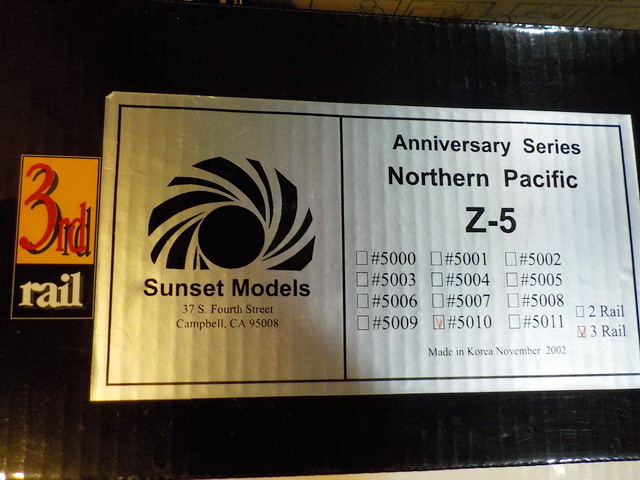 3rd
rail
Sunset Models
37 S. Fourth Street
Campbell, CA 95008
Anniversary Series
Northern Pacific
Z-5
#5000 #5001 #5002
#5003 #5004 #5005
#5006 #5007 #5008
#5009 #5010 #5011
2 Rail
3 Rail
Made in Korea November 2002